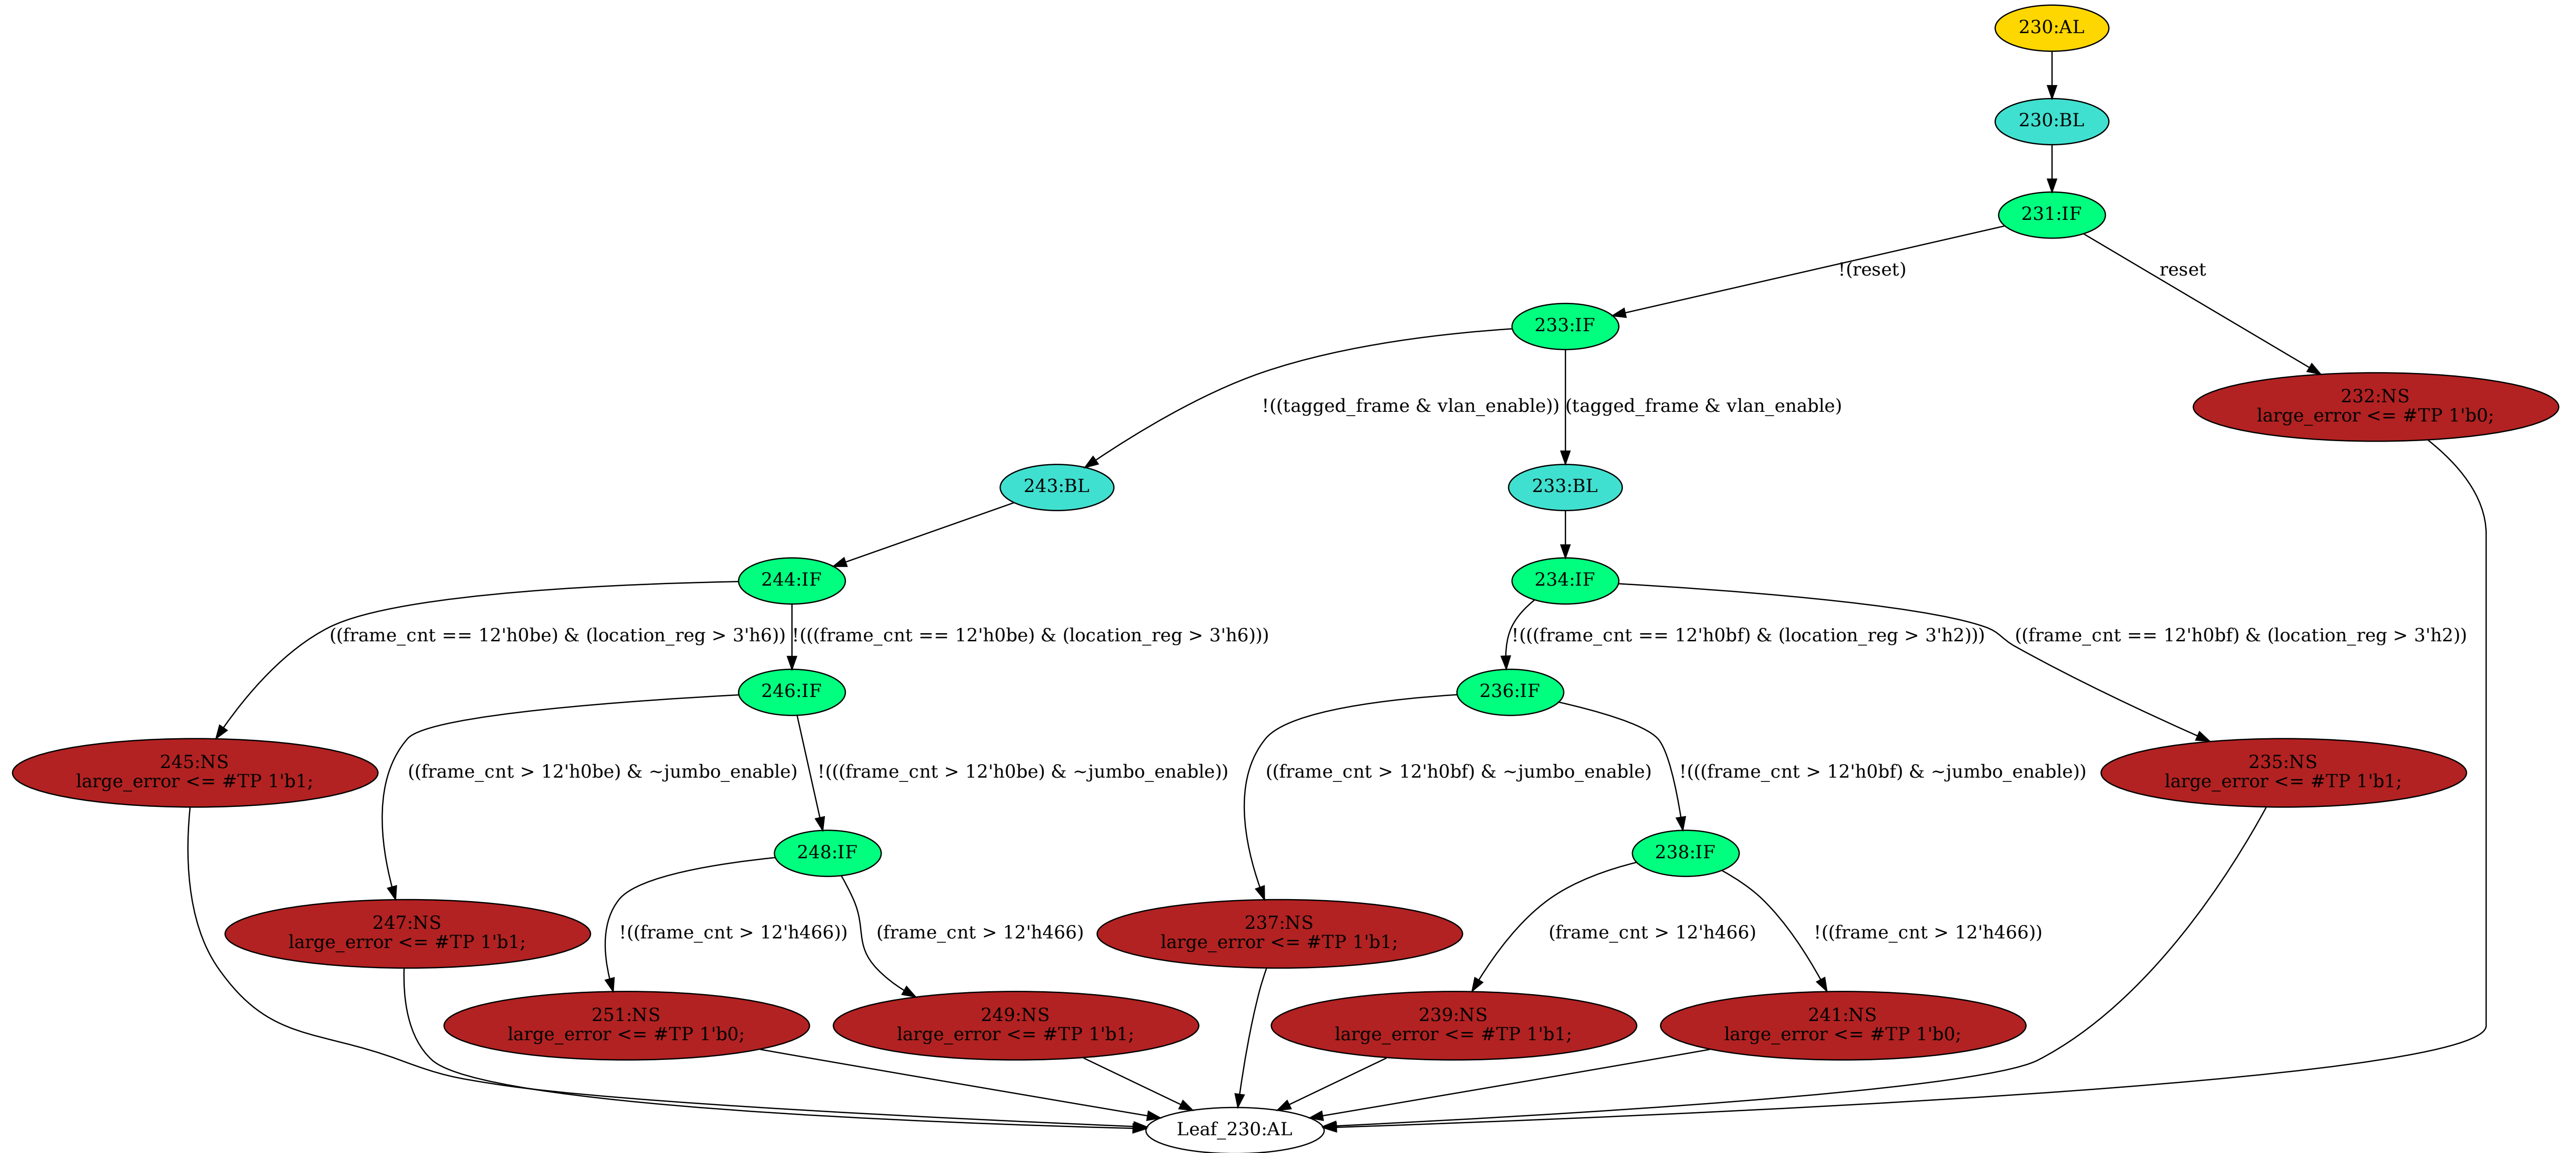 230:AL
230:BL
231:IF
!(reset)
reset
233:IF
232:NS
large_error <= #TP 1'b0;
!((tagged_frame & vlan_enable))
(tagged_frame & vlan_enable)
243:BL
233:BL
244:IF
234:IF
((frame_cnt == 12'h0be) & (location_reg > 3'h6))
!(((frame_cnt == 12'h0be) & (location_reg > 3'h6)))
!(((frame_cnt == 12'h0bf) & (location_reg > 3'h2)))
((frame_cnt == 12'h0bf) & (location_reg > 3'h2))
246:IF
236:IF
245:NS
large_error <= #TP 1'b1;
((frame_cnt > 12'h0be) & ~jumbo_enable)
!(((frame_cnt > 12'h0be) & ~jumbo_enable))
((frame_cnt > 12'h0bf) & ~jumbo_enable)
!(((frame_cnt > 12'h0bf) & ~jumbo_enable))
235:NS
large_error <= #TP 1'b1;
248:IF
238:IF
247:NS
large_error <= #TP 1'b1;
!((frame_cnt > 12'h466))
(frame_cnt > 12'h466)
237:NS
large_error <= #TP 1'b1;
(frame_cnt > 12'h466)
!((frame_cnt > 12'h466))
251:NS
large_error <= #TP 1'b0;
249:NS
large_error <= #TP 1'b1;
239:NS
large_error <= #TP 1'b1;
241:NS
large_error <= #TP 1'b0;
Leaf_230:AL